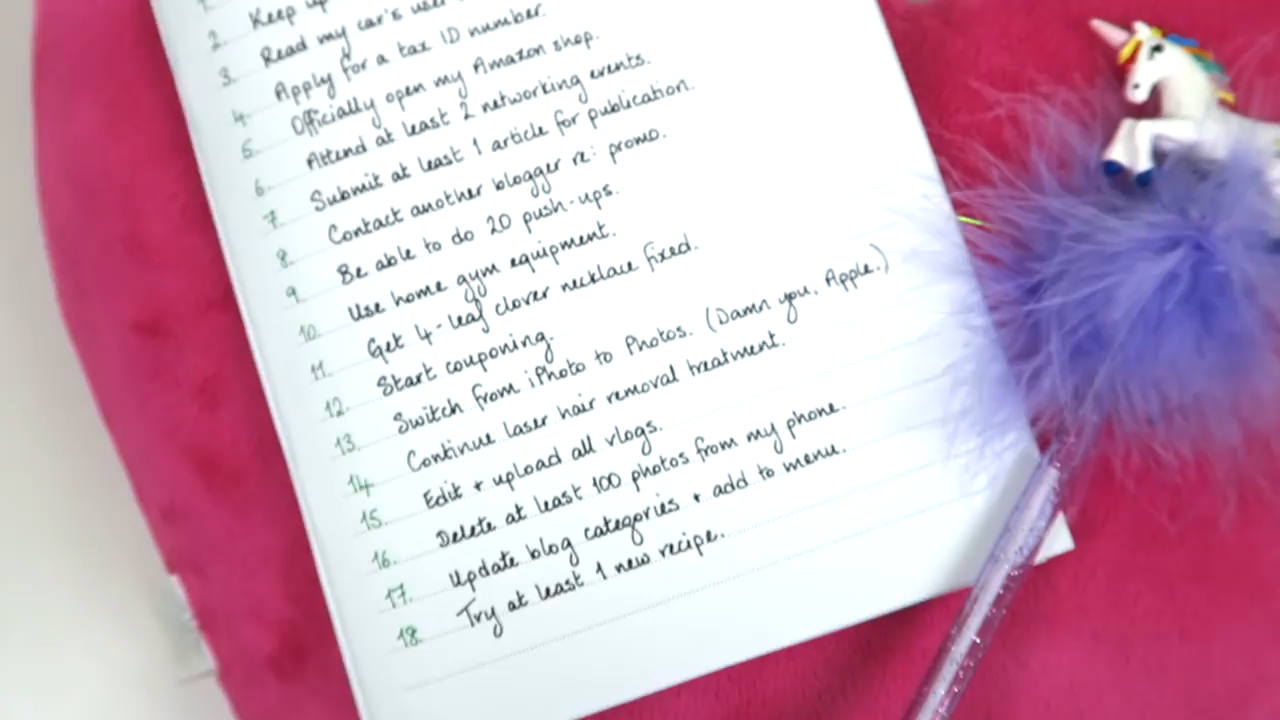 2. Keep up
3. Read my car's user
4. Apply for a tax ID number.
5. Officially open my Amazon shop.
6. Attend at least 2 networking events.
7. Submit at least 1 article for publication.
8. Contact another blogger re: promo.
9. Be able to do 20 push-ups.
10. Use home gym equipment.
11. Get 4-leaf clover necklace fixed.
12. Start couponing.
13. Switch from iPhoto to Photos. (Damn you, Apple.)
14. Continue laser hair removal treatment.
15. Edit + upload all vlogs.
16. Delete at least 100 photos from my phone.
17. Update blog categories + add to menu.
18. Try at least 1 new recipe.